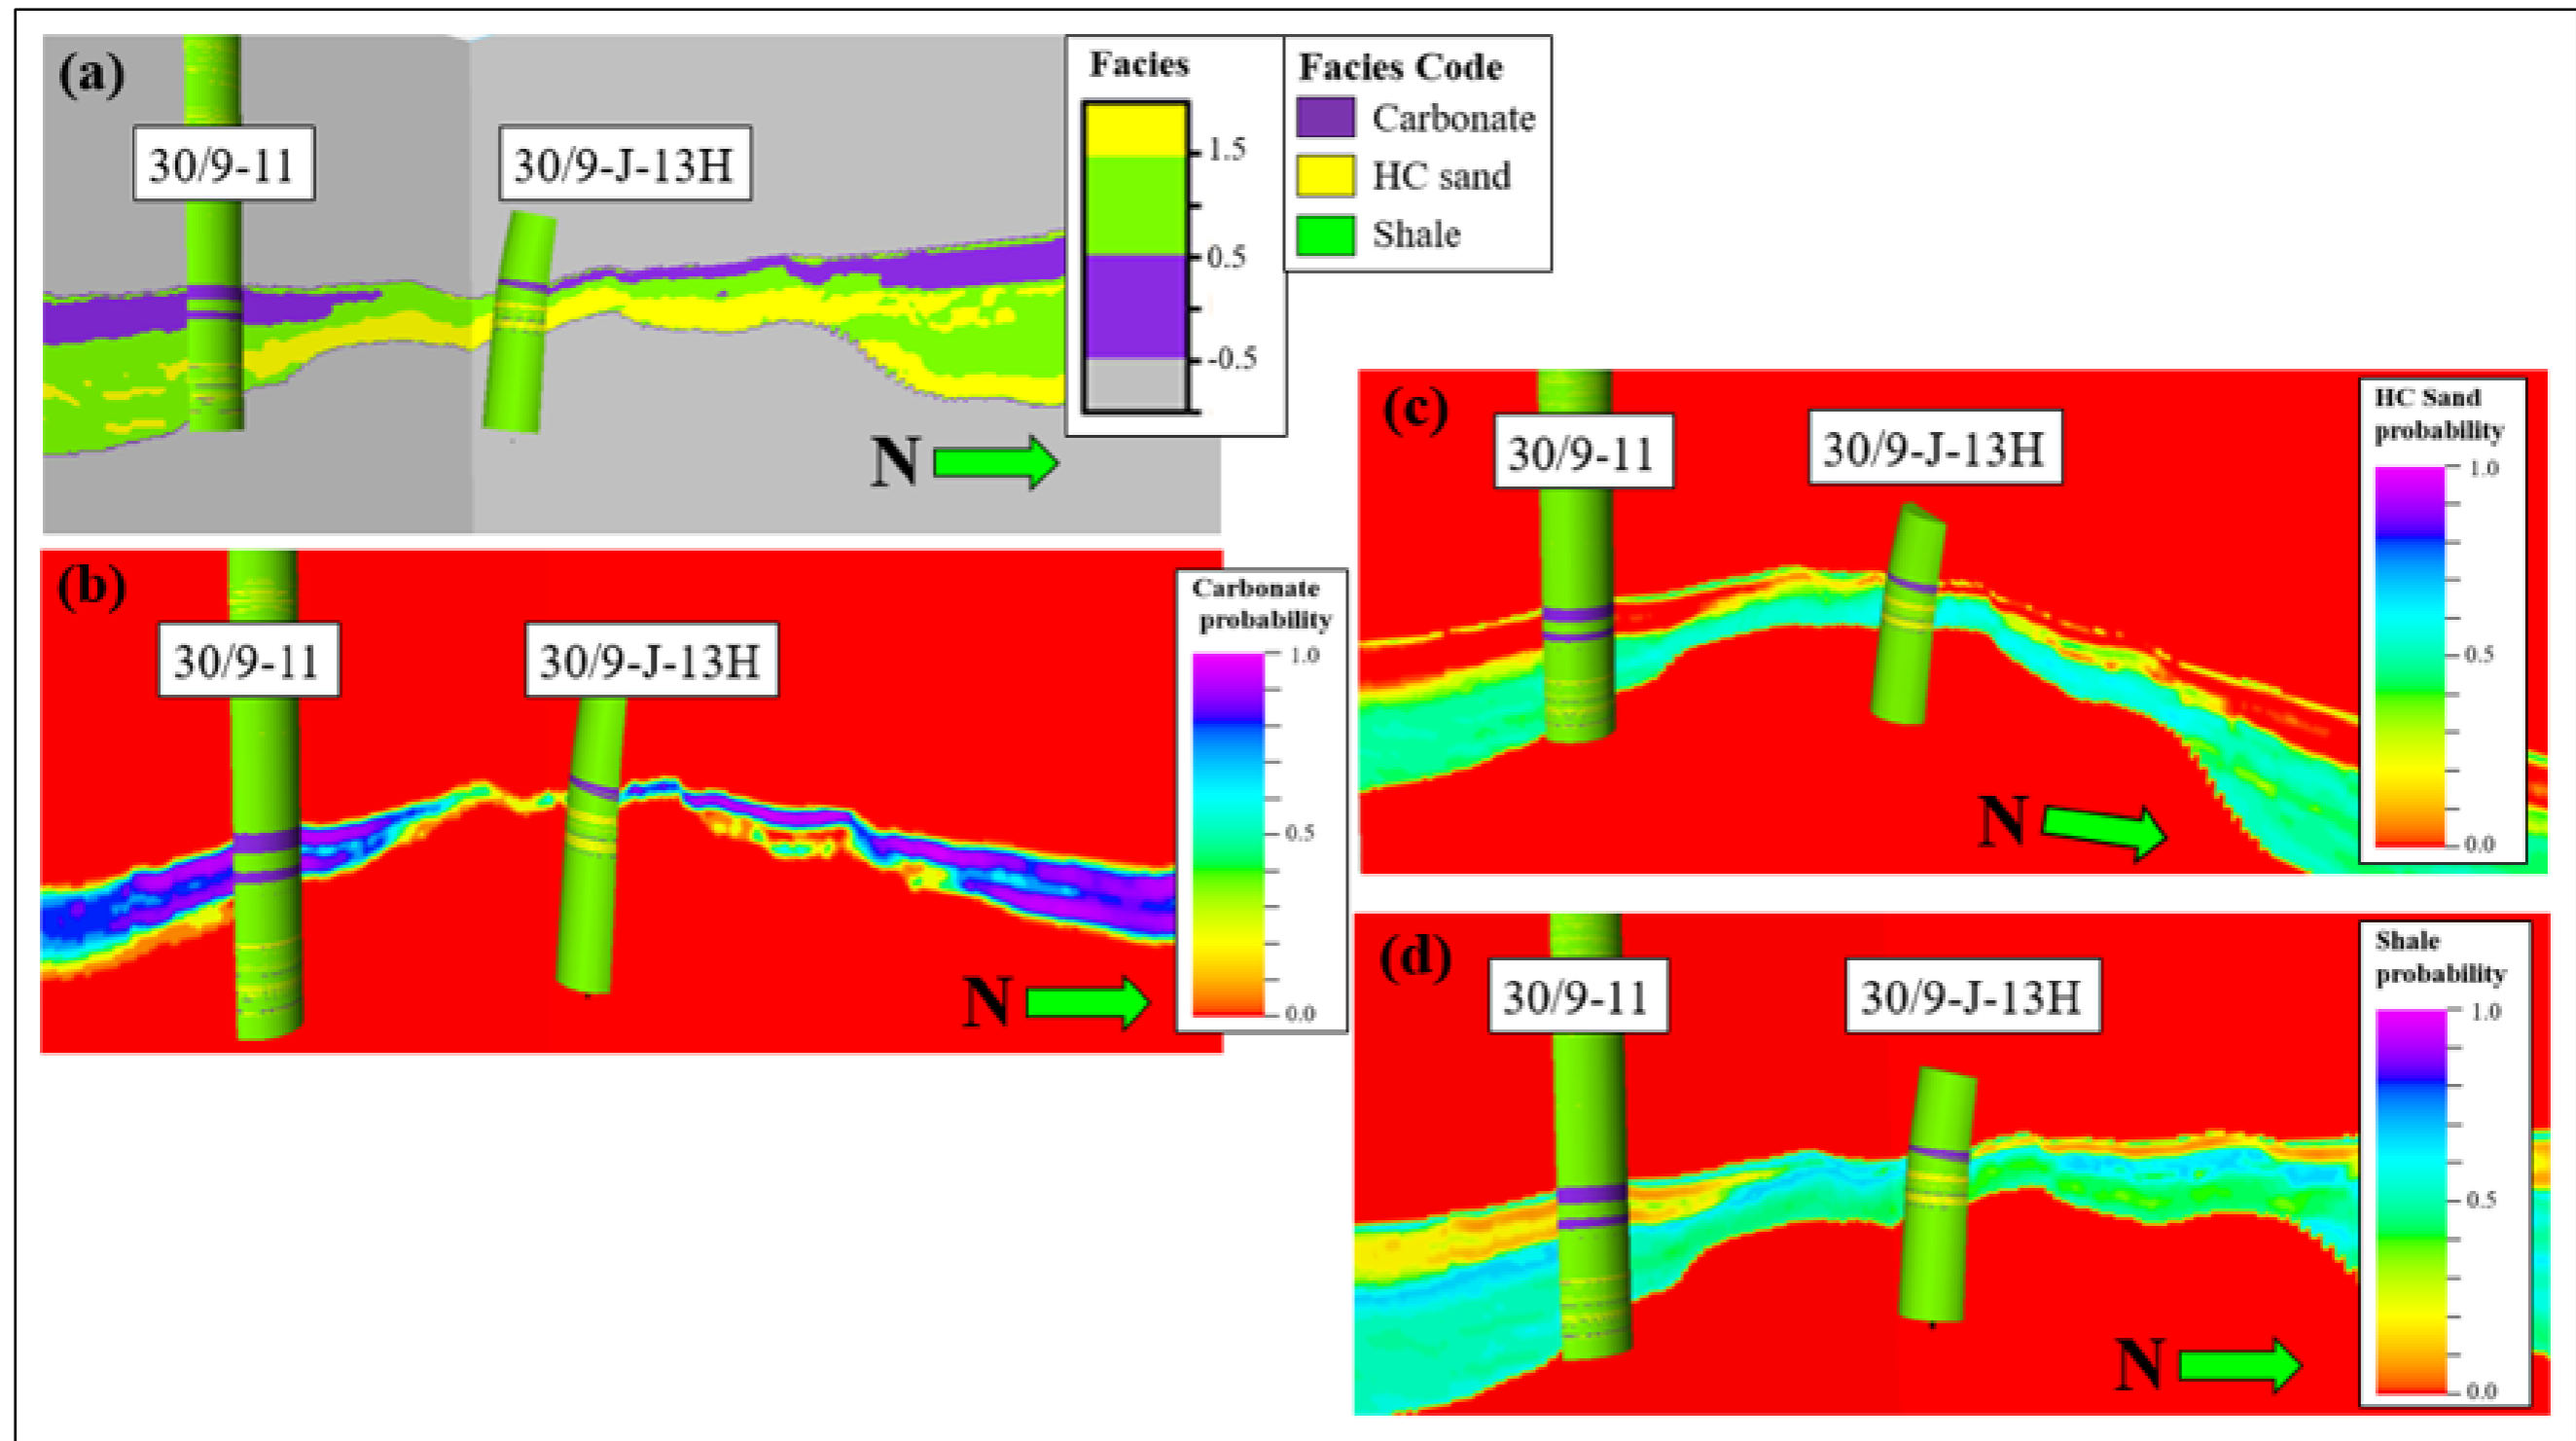 (a)
30/9-11
30/9-J-13H
Facies
1.5
0.5
-0.5
Facies Code
Carbonate
HC sand
Shale
N
(b)
30/9-11
30/9-J-13H
Carbonate
probability
1.0
0.5
0.0
N
(c)
30/9-11
30/9-J-13H
HC Sand
probability
1.0
0.5
0.0
N
(d)
30/9-11
30/9-J-13H
Shale
probability
1.0
0.5
0.0
N